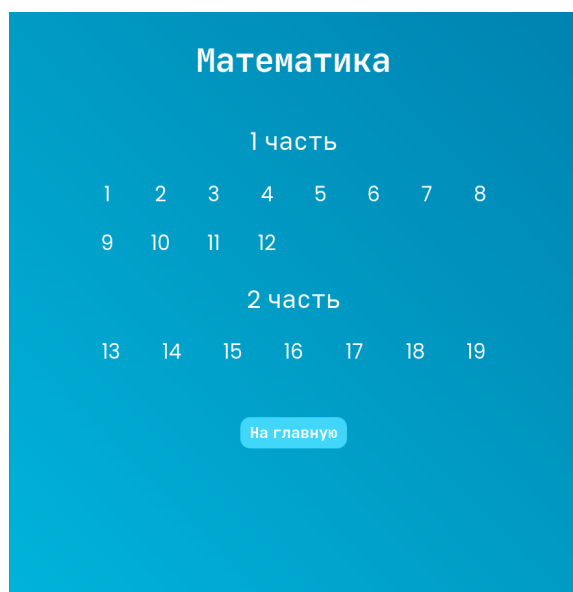 Математика
1 часть
1 2 3 4 5 6 7 8
9 10 11 12
2 часть
13 14 15 16 17 18 19
На главную